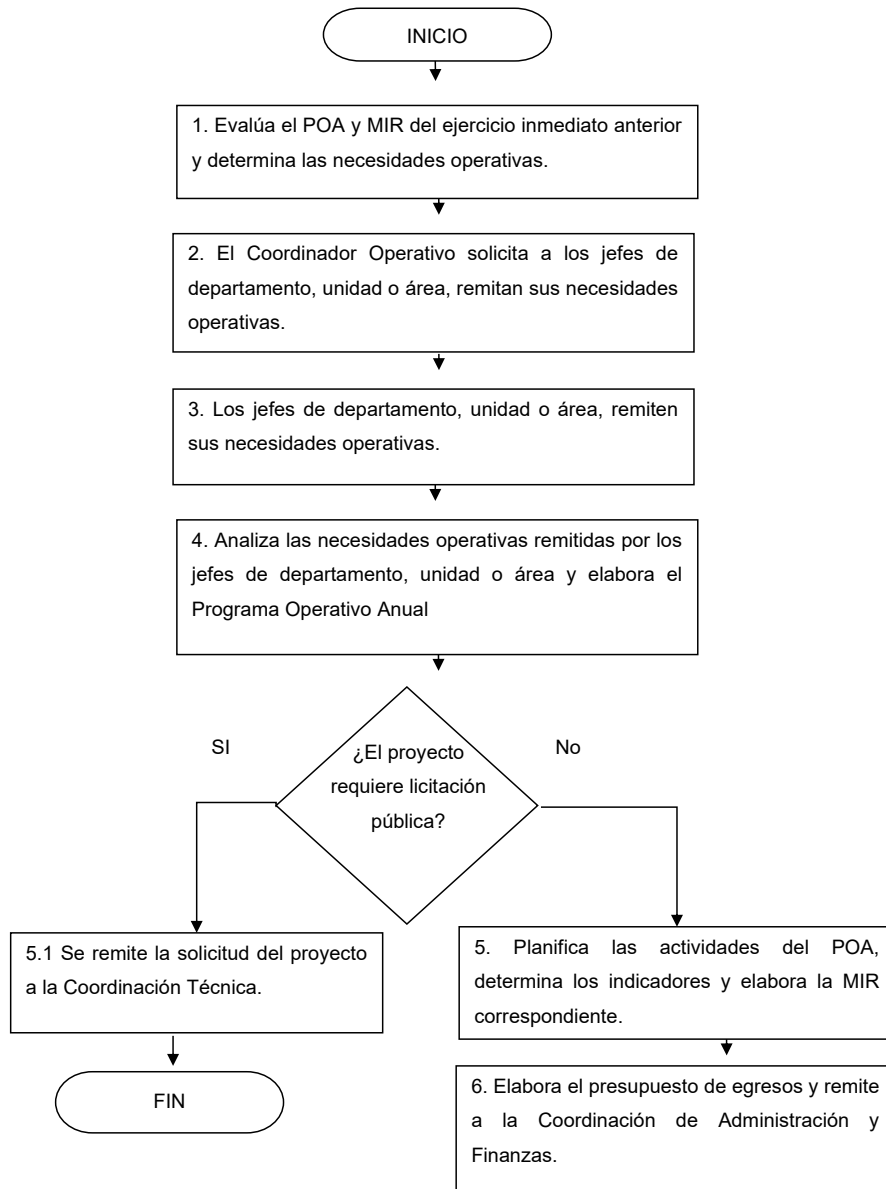 INICIO
1. Evalúa el POA y MIR del ejercicio inmediato anterior
y determina las necesidades operativas.
2. El Coordinador Operativo solicita a los jefes de
departamento, unidad o área, remitan sus necesidades
operativas.
3. Los jefes de departamento, unidad o área, remiten
sus necesidades operativas.
4. Analiza las necesidades operativas remitidas por los
jefes de departamento, unidad o área y elabora el
Programa Operativo Anual
SI
¿El proyecto
requiere licitación
pública?
No
5.1 Se remite la solicitud del proyecto
a la Coordinación Técnica.
FIN
5. Planifica las actividades del POA,
determina los indicadores y elabora la MIR
correspondiente.
6. Elabora el presupuesto de egresos y remite
a la Coordinación de Administración y
Finanzas.